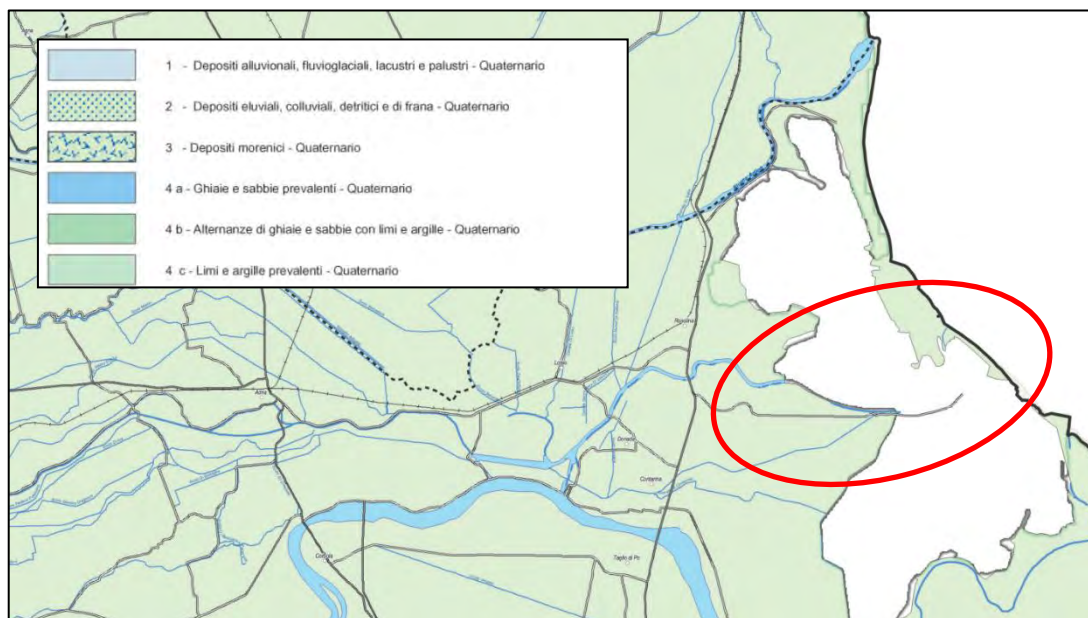 1 - Depositi alluvionali, fluvioglaciali, lacustri e palustri - Quaternario
2 - Depositi eluviali, colluviali, detritici e di frana - Quaternario
3 - Depositi morenici - Quaternario
4 a - Ghiaie e sabbie prevalenti - Quaternario
4 b - Alternanze di ghiaie e sabbie con limi e argille - Quaternario
4 c - Limi e argille prevalenti - Quaternario
Loreo
Adria
Taglio di Po